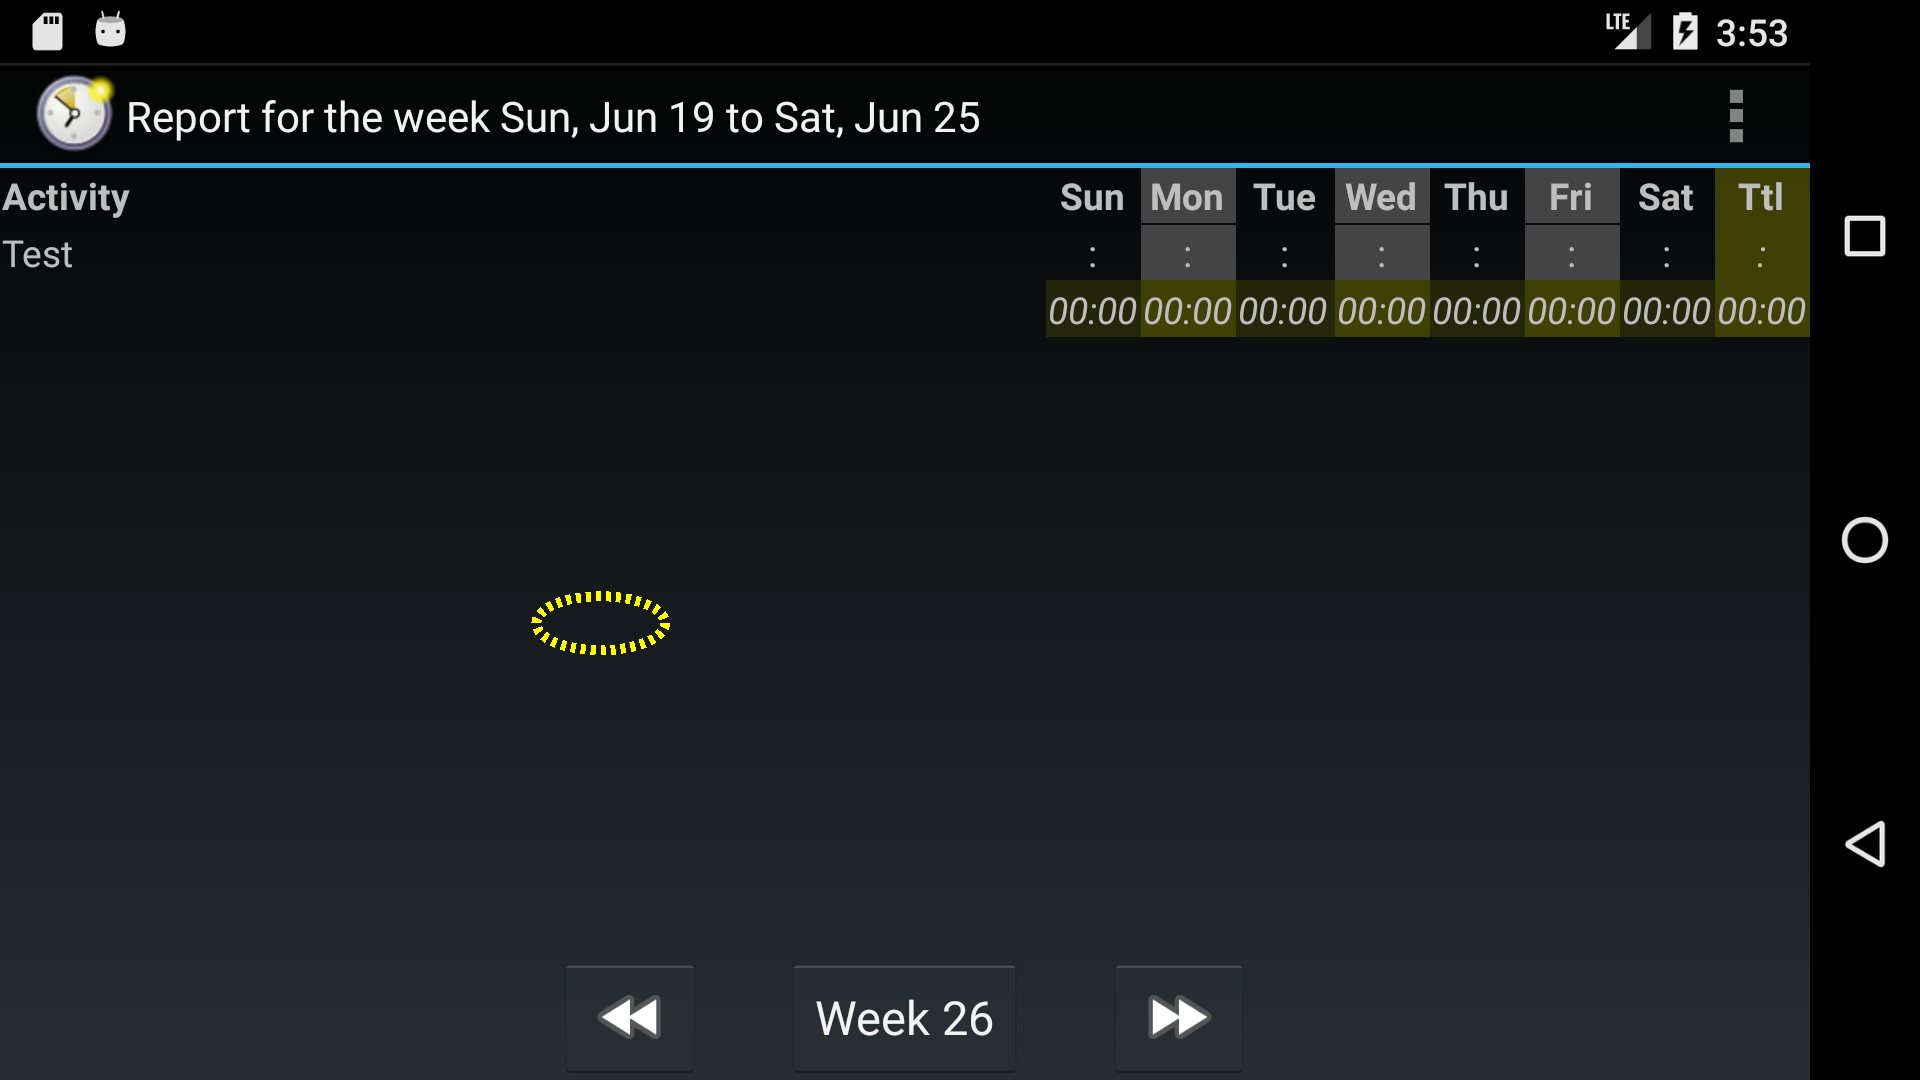 LTE 3:53
Report for the week Sun, Jun 19 to Sat, Jun 25
Activity Sun Mon Tue Wed Thu Fri Sat Ttl
Test : : : : : : : :
00:00 00:00 00:00 00:00 00:00 00:00 00:00 00:00
Week 26